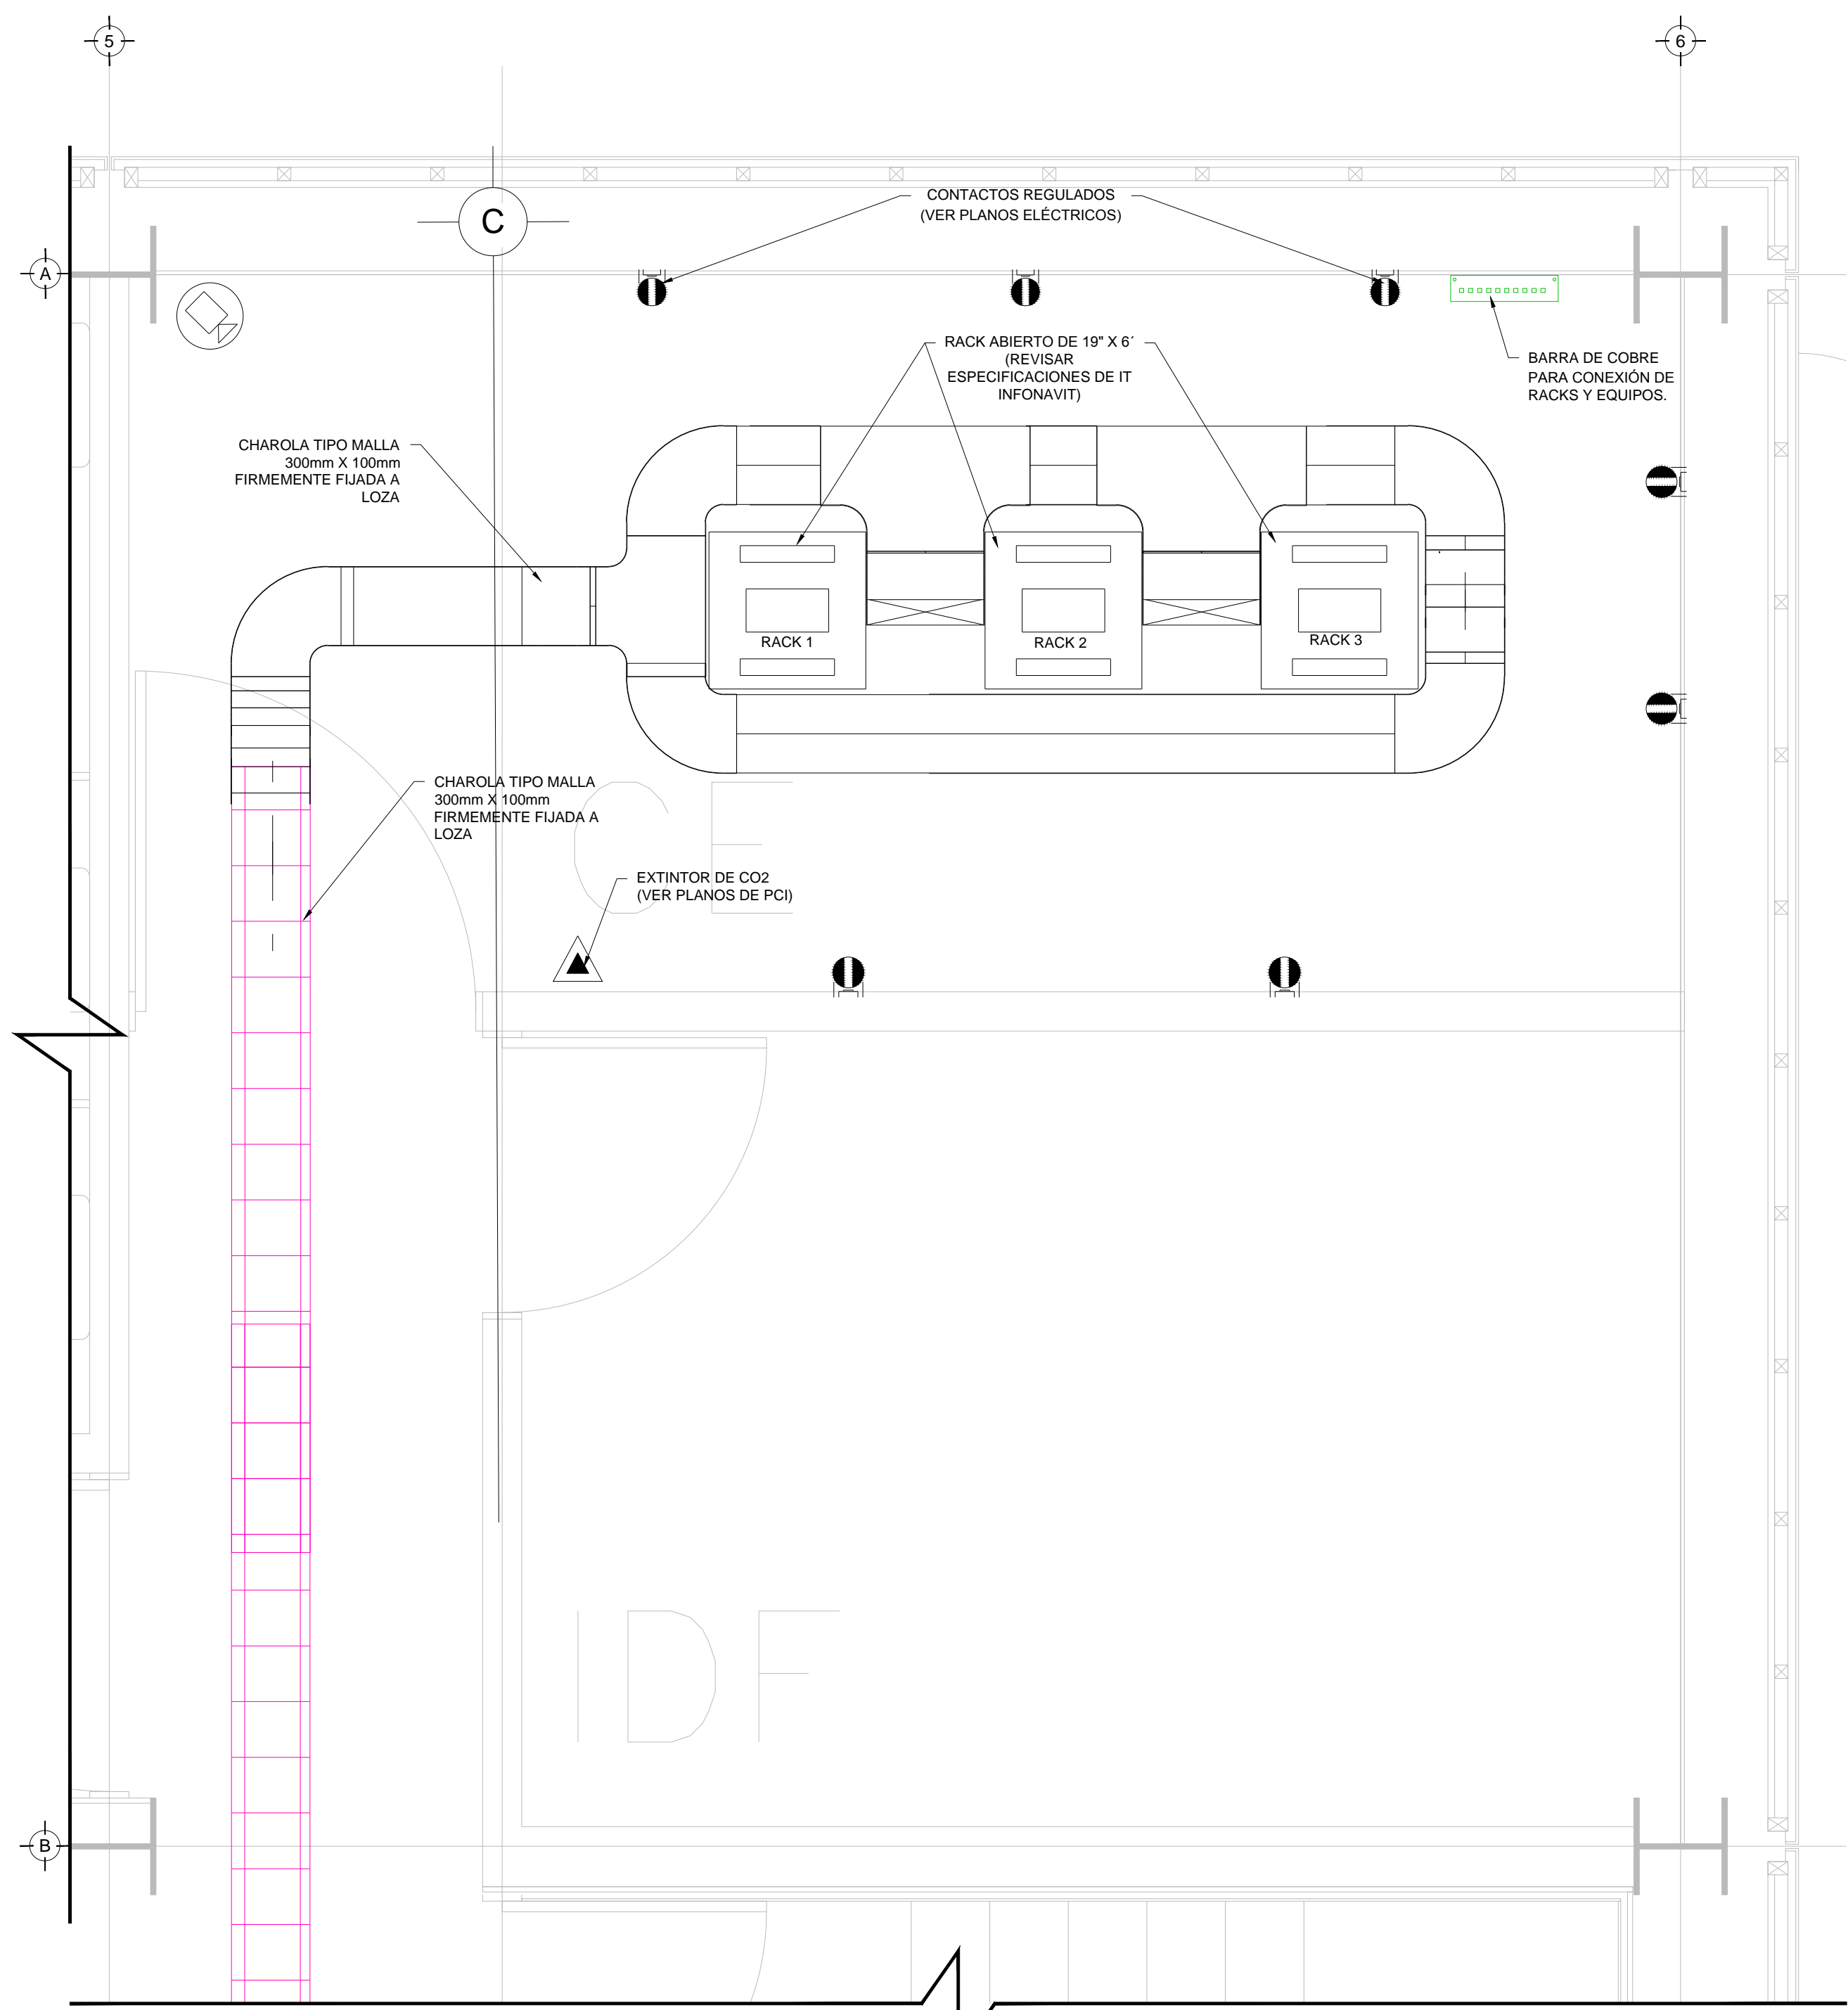 5
6
C
CONTACTOS REGULADOS
(VER PLANOS ELÉCTRICOS)
A
RACK ABIERTO DE 19" X 6´
(REVISAR
ESPECIFICACIONES DE IT
INFONAVIT)
BARRA DE COBRE
PARA CONEXIÓN DE
RACKS Y EQUIPOS.
CHAROLA TIPO MALLA
300mm X 100mm
FIRMEMENTE FIJADA A
LOZA
RACK 1
RACK 2
RACK 3
CHAROLA TIPO MALLA
300mm X 100mm
FIRMEMENTE FIJADA A
LOZA
CE
EXTINTOR DE CO2
(VER PLANOS DE PCI)
IDF
B